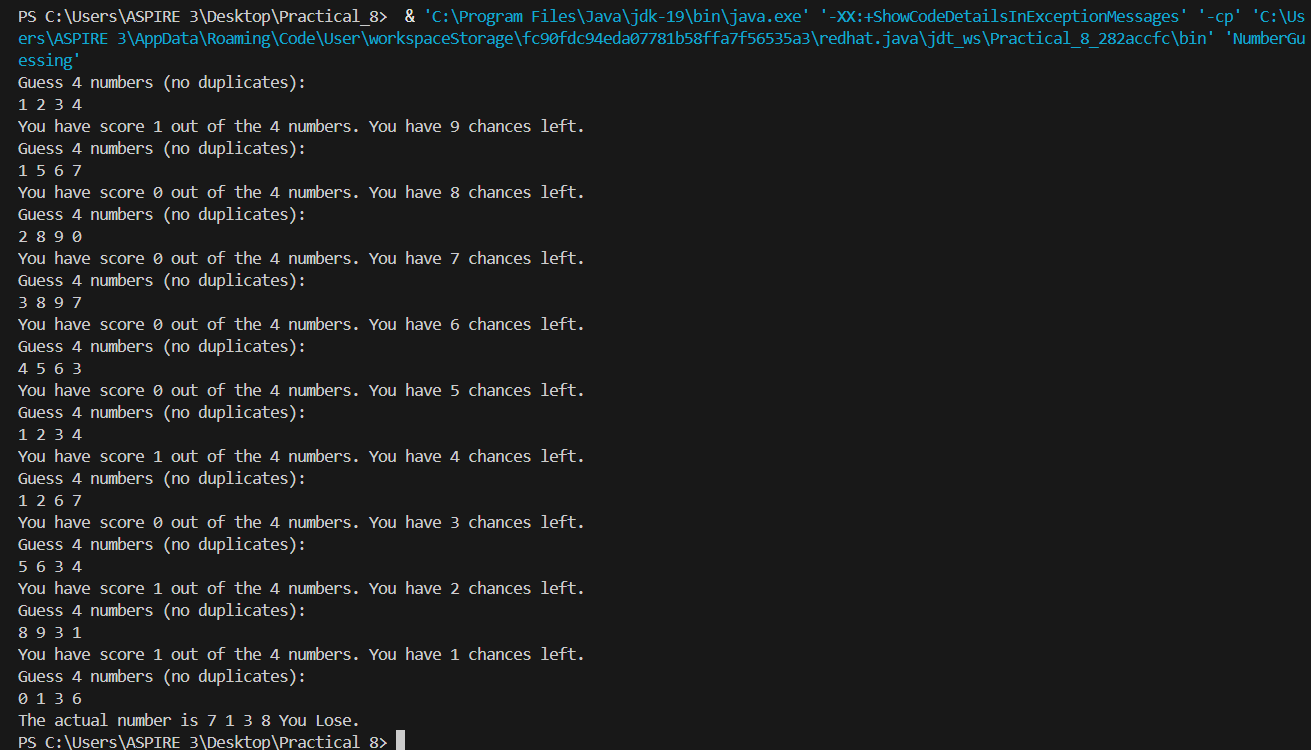 PS C:\Users\ASPIRE 3\Desktop\Practical_8>  & 'C:\Program Files\Java\jdk-19\bin\java.exe' '-XX:+ShowCodeDetailsInExceptionMessages' '-cp' 'C:\Us
ers\ASPIRE 3\AppData\Roaming\Code\User\workspaceStorage\fc90fdc94eda07781b58ffa7f56535a3\redhat.java\jdt_ws\Practical_8_282accfc\bin' 'NumberGu
essing'
Guess 4 numbers (no duplicates):
1 2 3 4
You have score 1 out of the 4 numbers. You have 9 chances left.
Guess 4 numbers (no duplicates):
1 5 6 7
You have score 0 out of the 4 numbers. You have 8 chances left.
Guess 4 numbers (no duplicates):
2 8 9 0
You have score 0 out of the 4 numbers. You have 7 chances left.
Guess 4 numbers (no duplicates):
3 8 9 7
You have score 0 out of the 4 numbers. You have 6 chances left.
Guess 4 numbers (no duplicates):
4 5 6 3
You have score 0 out of the 4 numbers. You have 5 chances left.
Guess 4 numbers (no duplicates):
1 2 3 4
You have score 1 out of the 4 numbers. You have 4 chances left.
Guess 4 numbers (no duplicates):
1 2 6 7
You have score 0 out of the 4 numbers. You have 3 chances left.
Guess 4 numbers (no duplicates):
5 6 3 4
You have score 1 out of the 4 numbers. You have 2 chances left.
Guess 4 numbers (no duplicates):
8 9 3 1
You have score 1 out of the 4 numbers. You have 1 chances left.
Guess 4 numbers (no duplicates):
0 1 3 6
The actual number is 7 1 3 8 You Lose.
PS C:\Users\ASPIRE 3\Desktop\Practical_8>